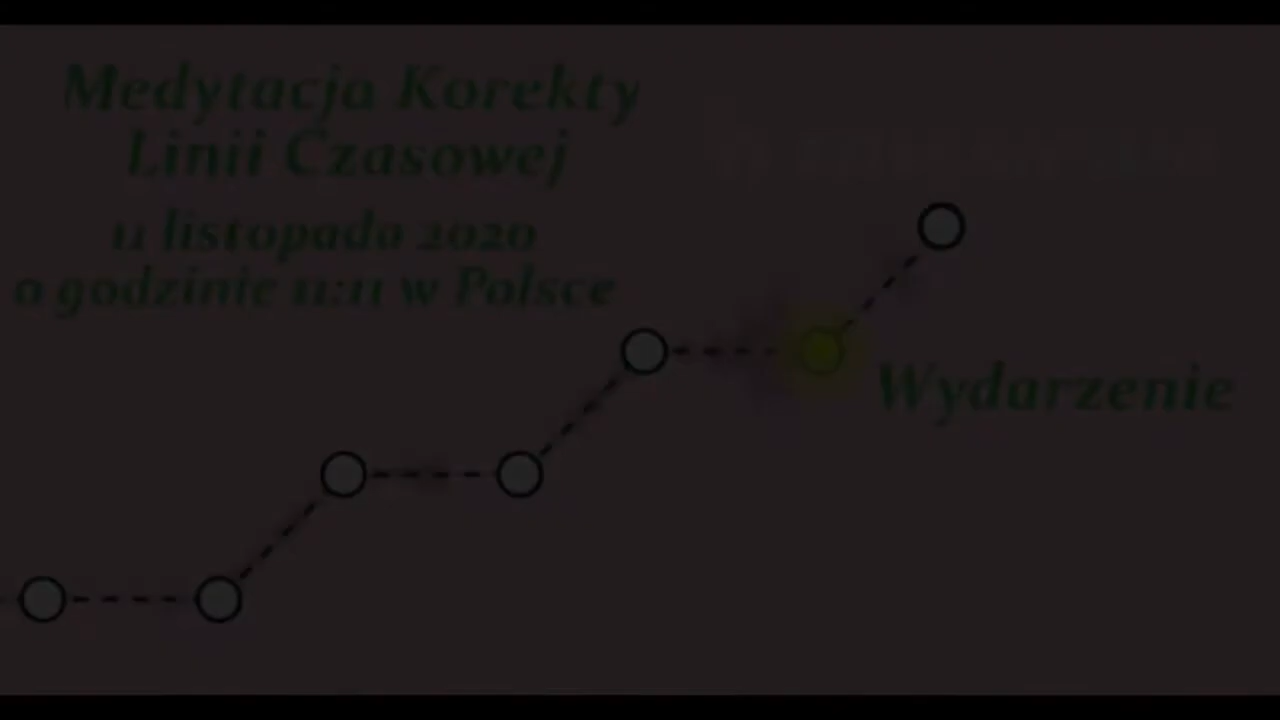 Medytacja Korekty
Linii Czasowej
11 listopada 2020
o godzinie 11:11 w Polsce
Wydarzenie